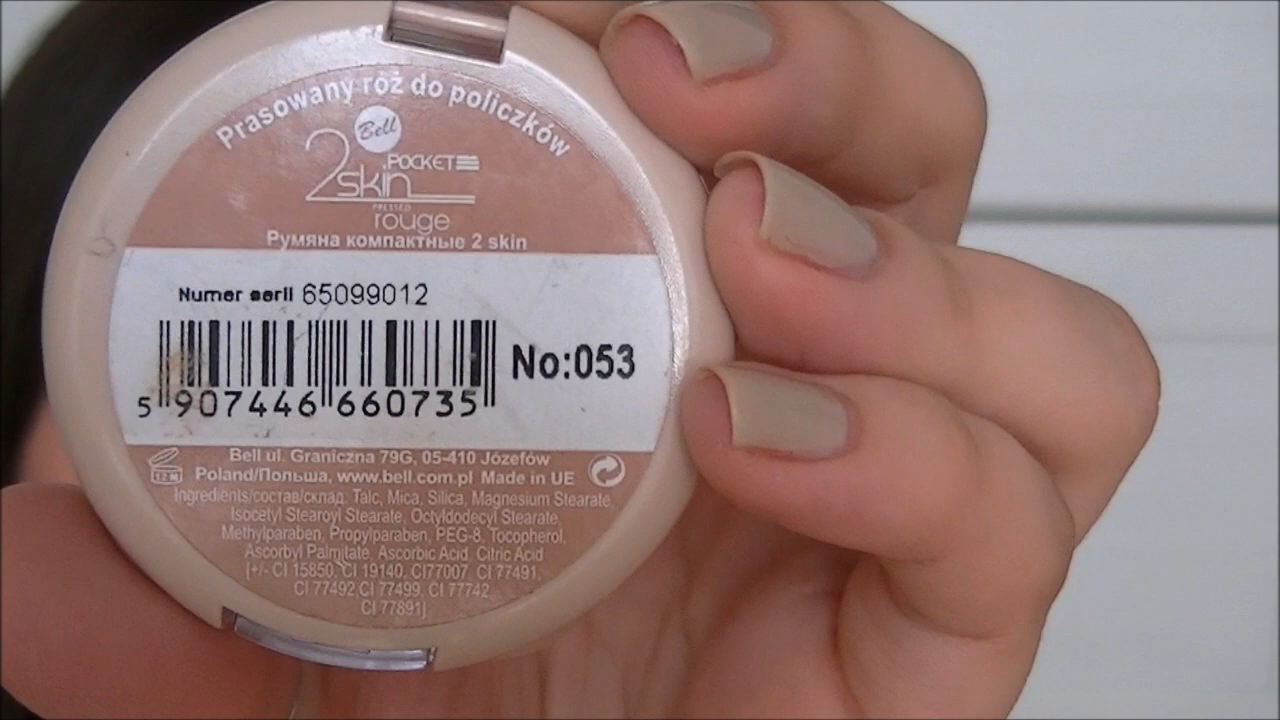 Prasowany róż do policzków
Bell
2skin POCKET
PRESSED
rouge
Румяна компактные 2 skin
Numer serii 65099012
No:053
5 907446 660735
Bell ul. Graniczna 79G, 05-410 Józefów
12 M Poland/Польша, www.bell.com.pl Made in UE
Ingredients/состав/склад: Talc, Mica, Silica, Magnesium Stearate,
Isocetyl Stearoyl Stearate, Octyldodecyl Stearate,
Methylparaben, Propylparaben, PEG-8, Tocopherol,
Ascorbyl Palmitate, Ascorbic Acid, Citric Acid
[+/- CI 15850, CI 19140, CI77007, CI 77491,
CI 77492,CI 77499, CI 77742,
CI 77891]